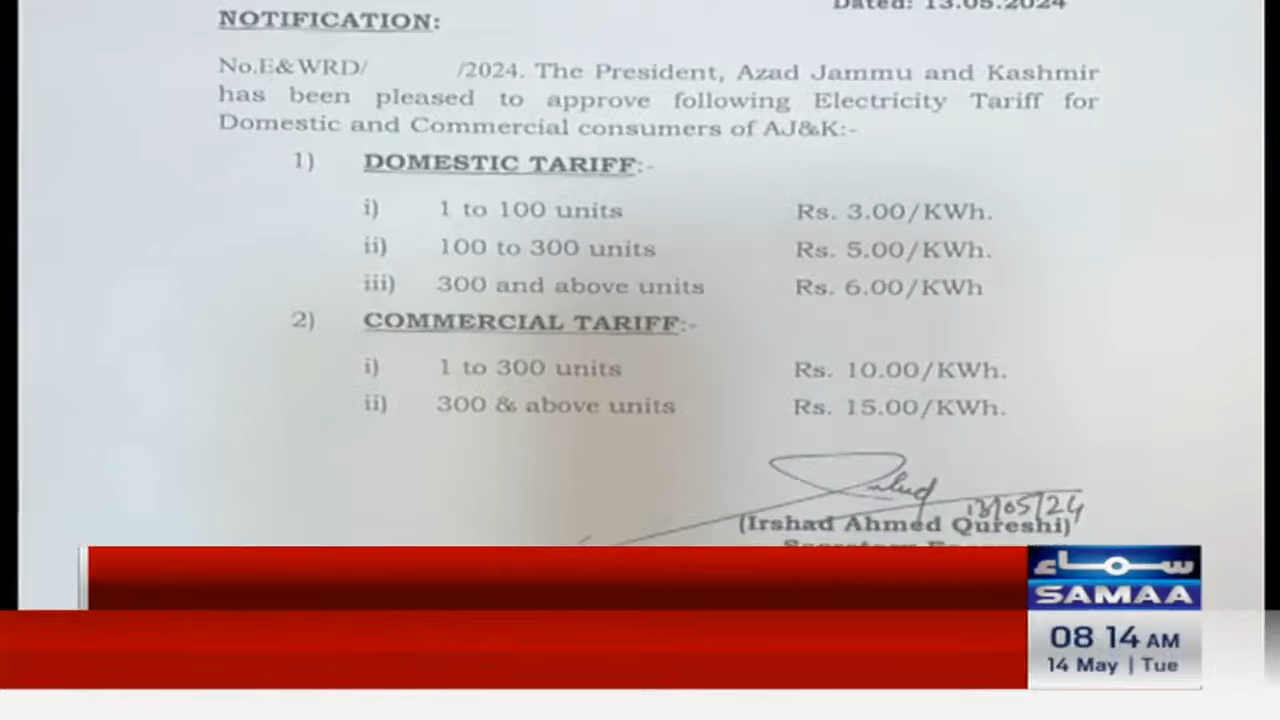 Dated: 13.05.2024
NOTIFICATION:
No.E&WRD/ /2024. The President, Azad Jammu and Kashmir
has been pleased to approve following Electricity Tariff for
Domestic and Commercial consumers of AJ&K:-
1) DOMESTIC TARIFF:-
i) 1 to 100 units Rs. 3.00/KWh.
ii) 100 to 300 units Rs. 5.00/KWh.
iii) 300 and above units Rs. 6.00/KWh
2) COMMERCIAL TARIFF:-
i) 1 to 300 units Rs. 10.00/KWh.
ii) 300 & above units Rs. 15.00/KWh.
13/05/24
(Irshad Ahmed Qureshi)
سماء
SAMAA
08 14 AM
14 May | Tue